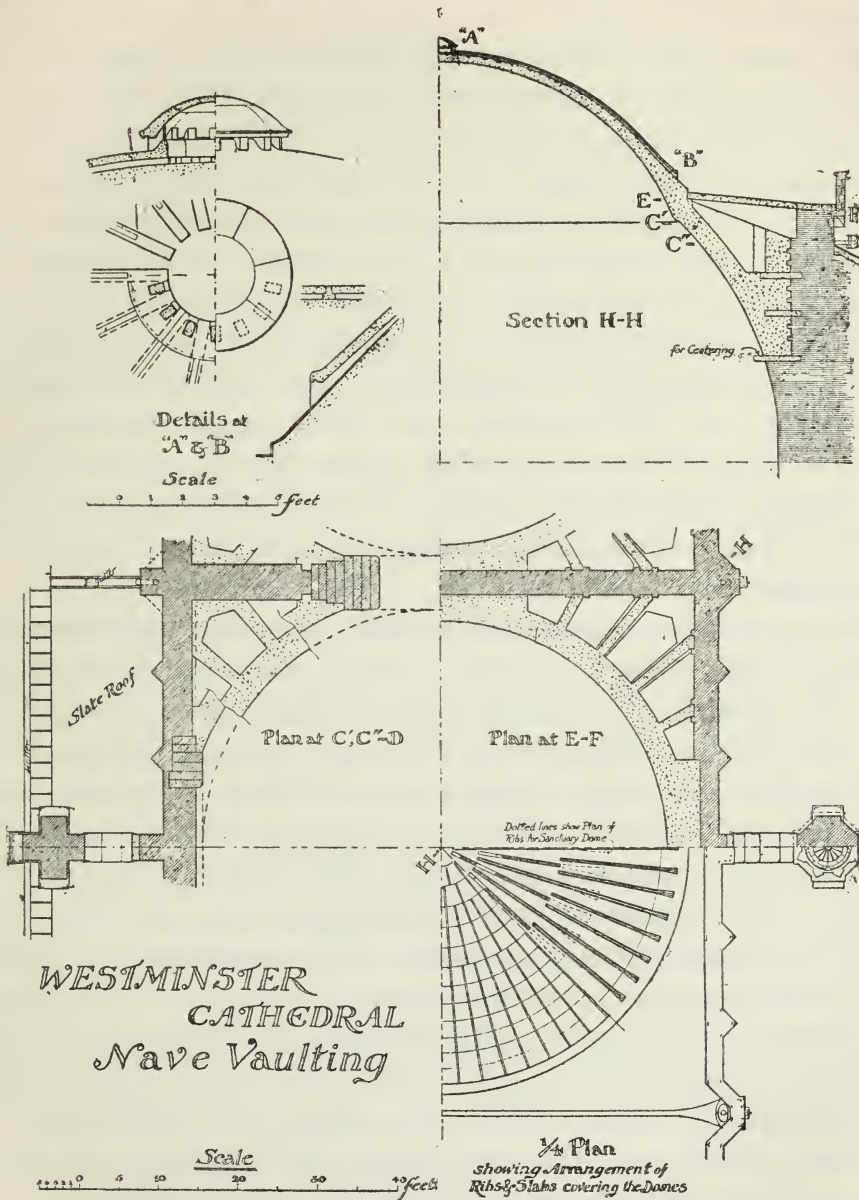 "A"
"B"
E-
C'
C"-
F
D
Section H-H
for Centering
Details at
"A" & "B"
Scale
0 1 2 3 4 5 feet
-H
Slate Roof
Plan at C', C"-D
Plan at E-F
Dotted lines show Plan of
Ribs for Sanctuary Dome
H-
WESTMINSTER
CATHEDRAL
Nave Vaulting
Scale
0 5 10 20 30 40 feet
1/4 Plan
showing Arrangement of
Ribs & Slabs covering the Domes